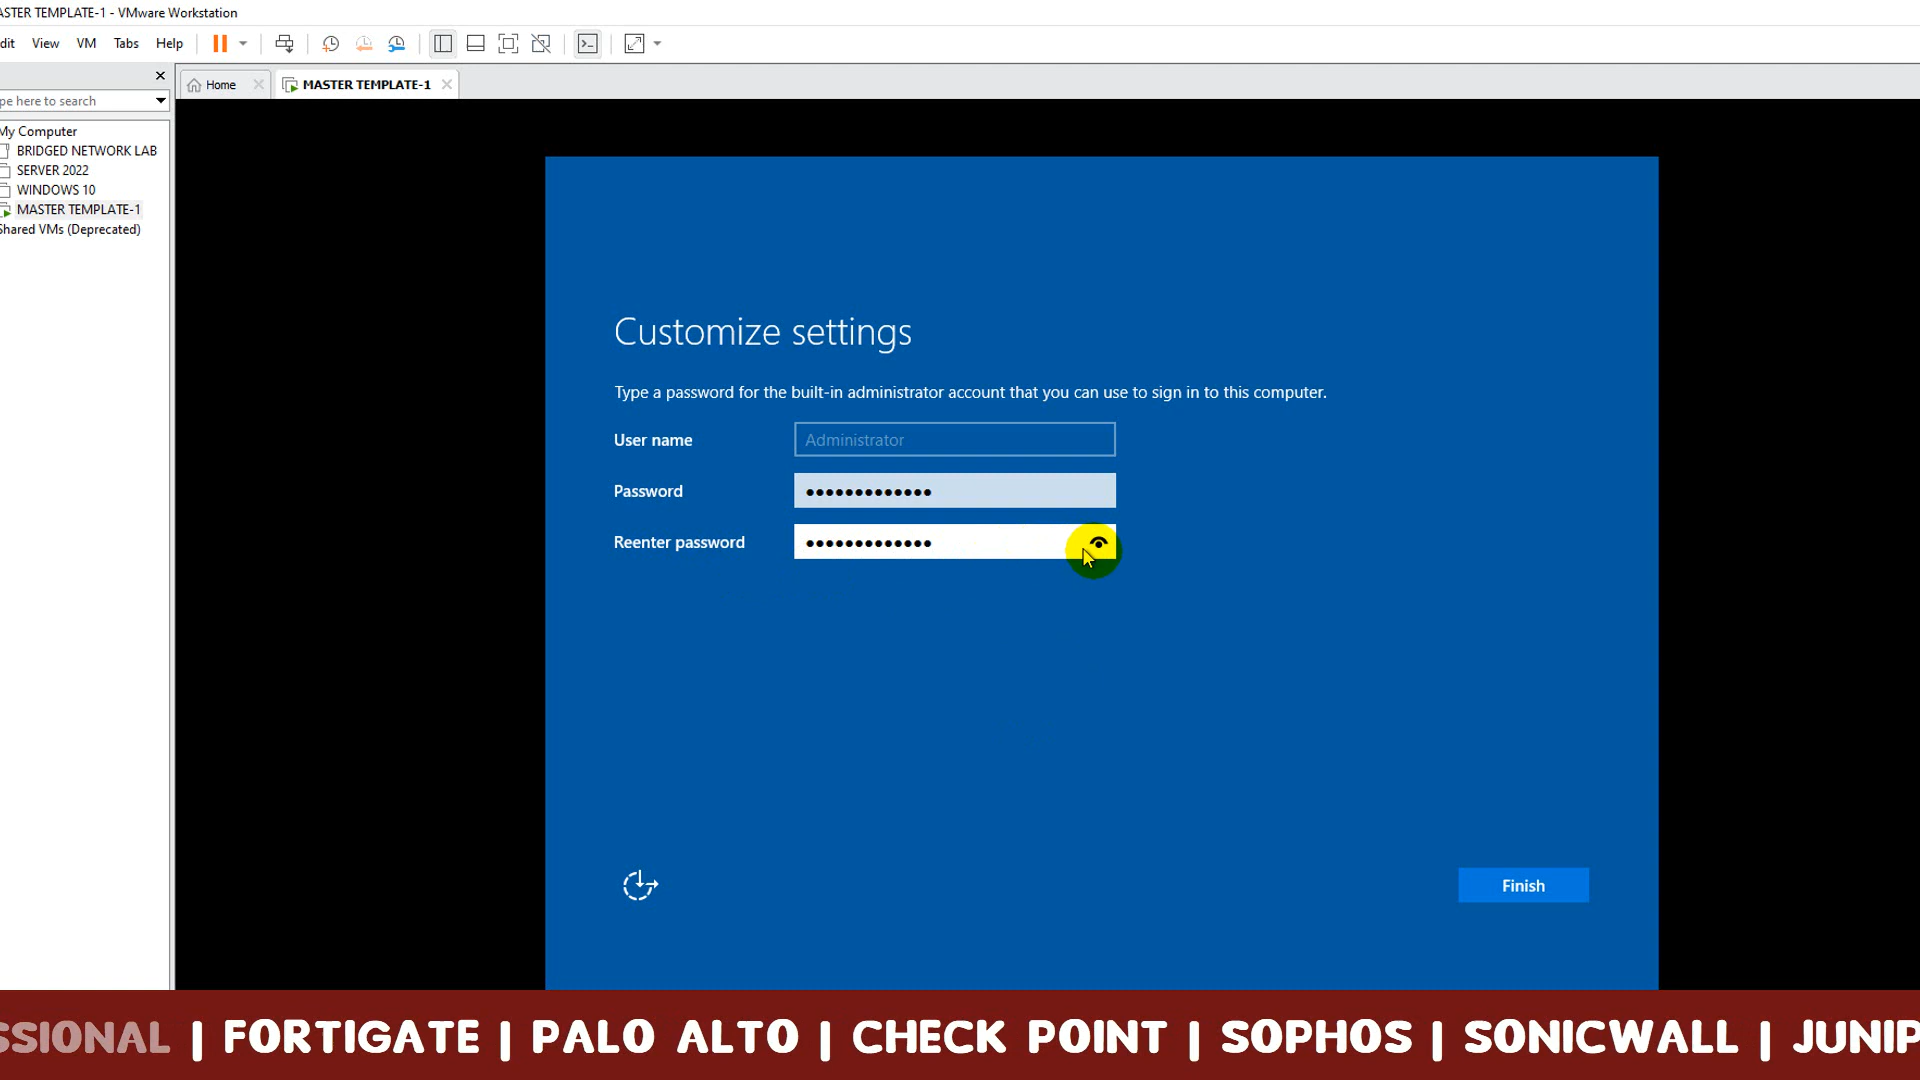 ASTER TEMPLATE-1 - VMware Workstation
dit View VM Tabs Help
pe here to search
My Computer
BRIDGED NETWORK LAB
SERVER 2022
WINDOWS 10
MASTER TEMPLATE-1
Shared VMs (Deprecated)
Home
MASTER TEMPLATE-1
Customize settings
Type a password for the built-in administrator account that you can use to sign in to this computer.
User name Administrator
Password •••••••••••••
Reenter password •••••••••••••
Finish
SSIONAL | FORTIGATE | PALO ALTO | CHECK POINT | SOPHOS | SONICWALL | JUNIP